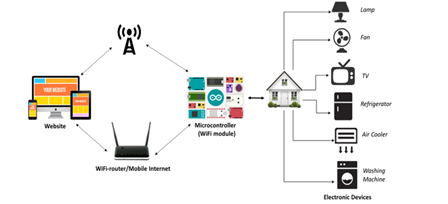 Lamp
Fan
TV
YOUR WEBSITE
Refrigerator
Website
Microcontroller
(WiFi module)
Air Cooler
WiFi-router/Mobile Internet
Washing
Machine
Electronic Devices